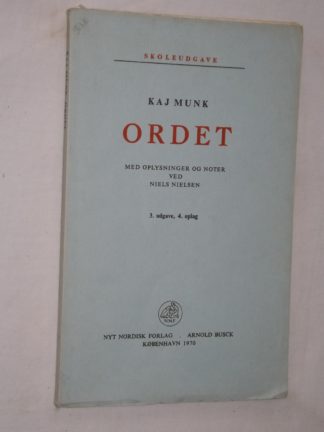 SKOLEUDGAVE
KAJ MUNK
ORDET
MED OPLYSNINGER OG NOTER
VED
NIELS NIELSEN
3. udgave, 4. oplag
NYT NORDISK FORLAG . ARNOLD BUSCK
KØBENHAVN 1970